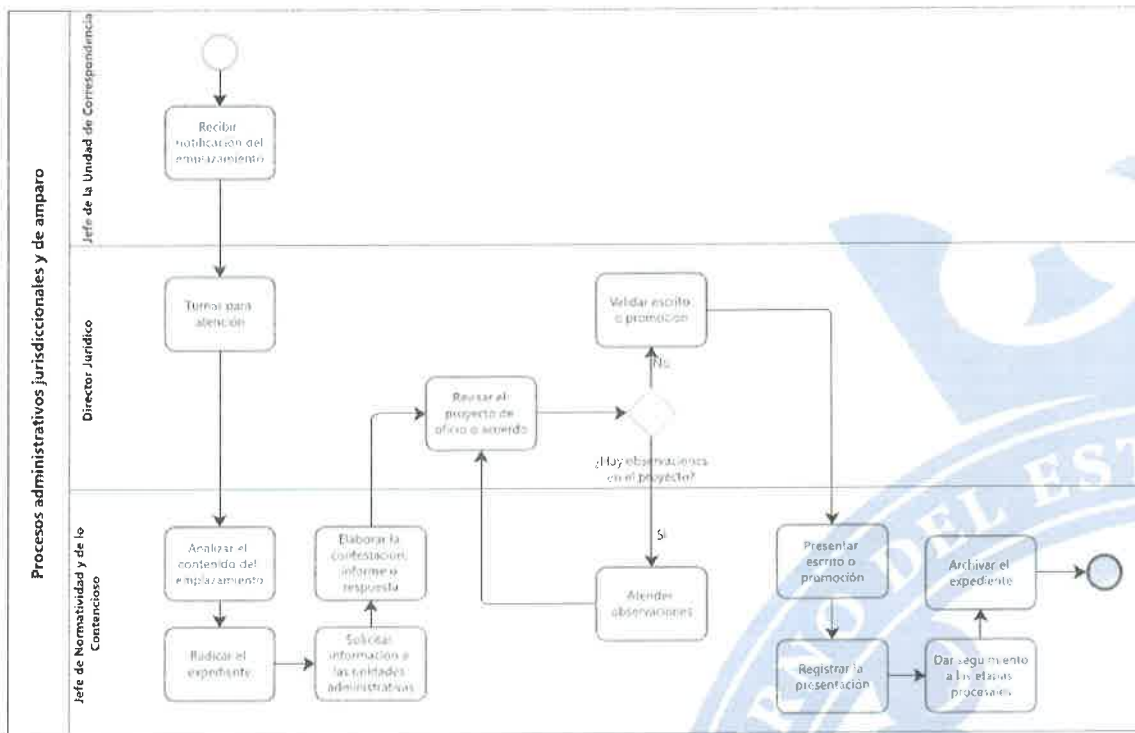 Procesos administrativos jurisdiccionales y de amparo
Jefe de la Unidad de Correspondencia
Recibir
notificación del
emplazamiento
Director Jurídico
Turnar para
atención
Validar escrito
o promoción
No
Revisar el
proyecto de
oficio o acuerdo
¿Hay observaciones
en el proyecto?
Si
Jefe de Normatividad y de lo
Contencioso
Analizar el
contenido del
emplazamiento
Elaborar la
contestación,
informe o
respuesta
Atender
observaciones
Presentar
escrito o
promoción
Archivar el
expediente
Radicar el
expediente
Solicitar
información a
las unidades
administrativas
Registrar la
presentación
Dar seguimiento
a las etapas
procesales
DEL EST